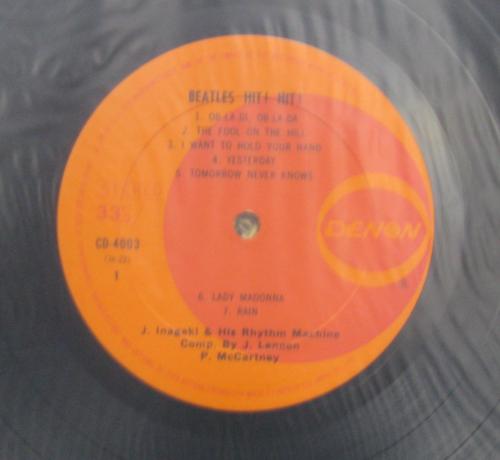 BEATLES HIT! HIT!
1. OB-LA-DI, OB-LA-DA
2. THE FOOL ON THE HILL
3. I WANT TO HOLD YOUR HAND
4. YESTERDAY
5. TOMORROW NEVER KNOWS
STEREO
33⅓
DENON
CD-4003
1
6. LADY MADONNA
7. RAIN
J. Inagaki & His Rhythm Machine
Comp. By J. Lennon
P. McCartney